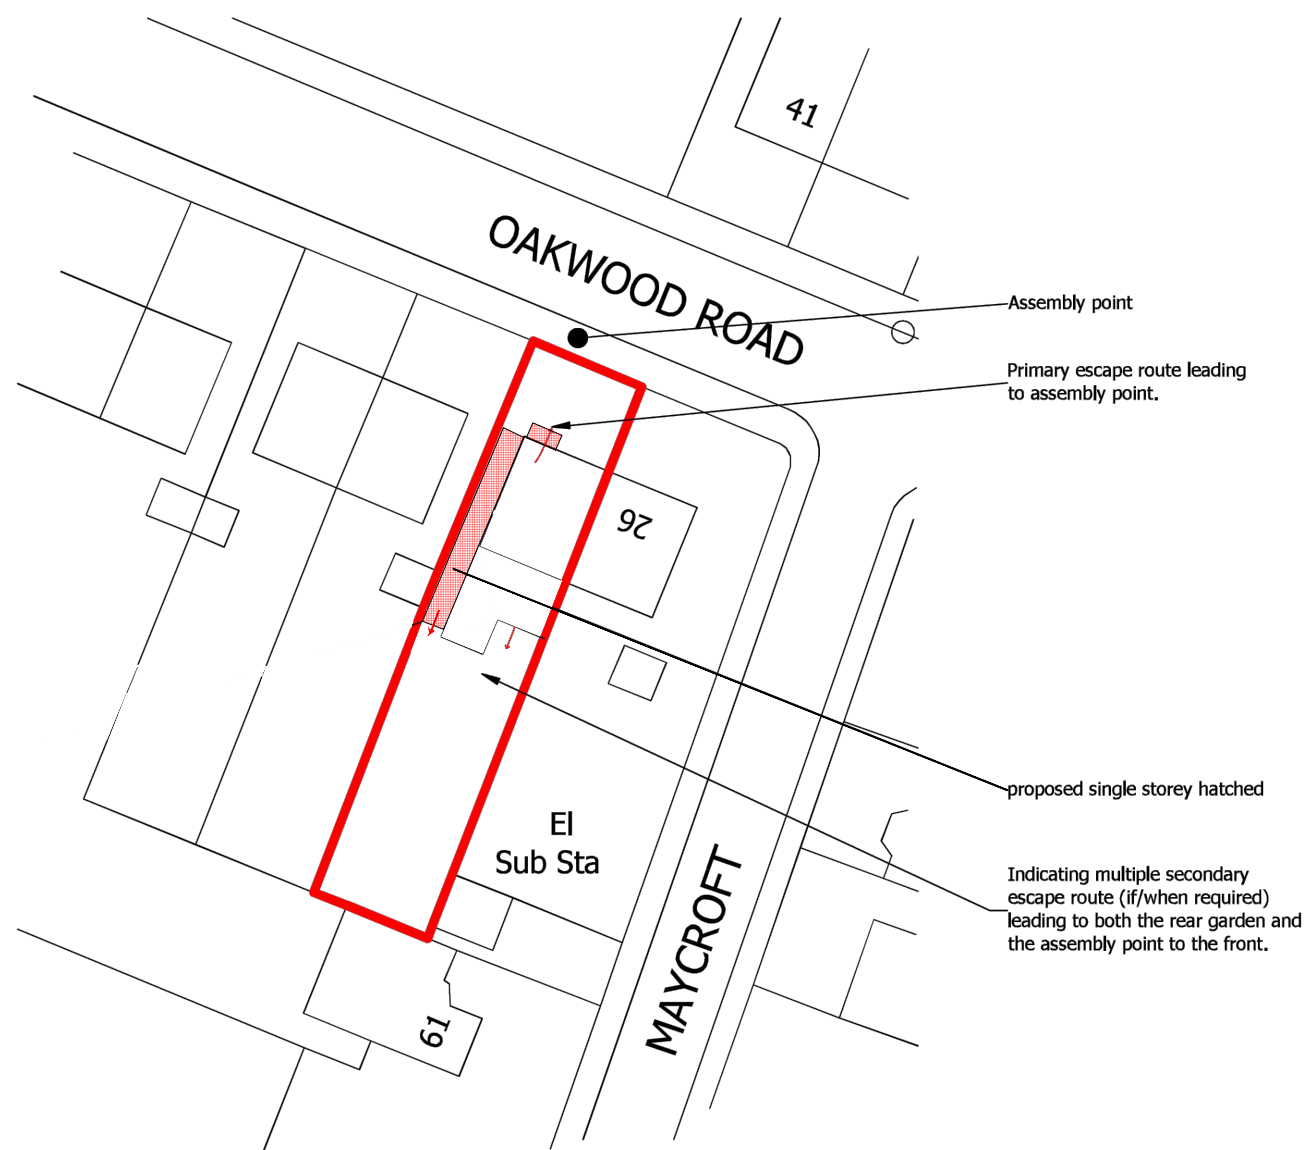 41
OAKWOOD ROAD
Assembly point
Primary escape route leading
to assembly point.
26
proposed single storey hatched
El
Sub Sta
Indicating multiple secondary
escape route (if/when required)
leading to both the rear garden and
the assembly point to the front.
MAYCROFT
61